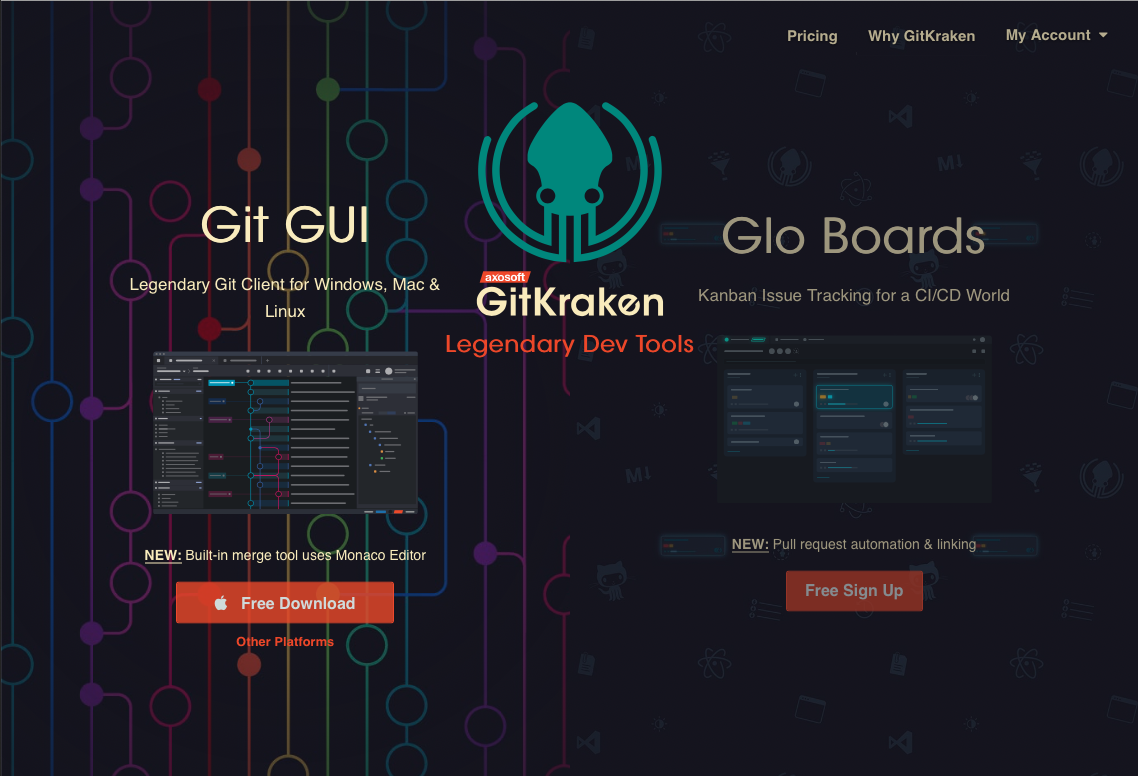 Pricing
Why GitKraken
My Account
axosoft
GitKraken
Legendary Dev Tools
Git GUI
Legendary Git Client for Windows, Mac &
Linux
NEW: Built-in merge tool uses Monaco Editor
Free Download
Other Platforms
Glo Boards
Kanban Issue Tracking for a CI/CD World
NEW: Pull request automation & linking
Free Sign Up